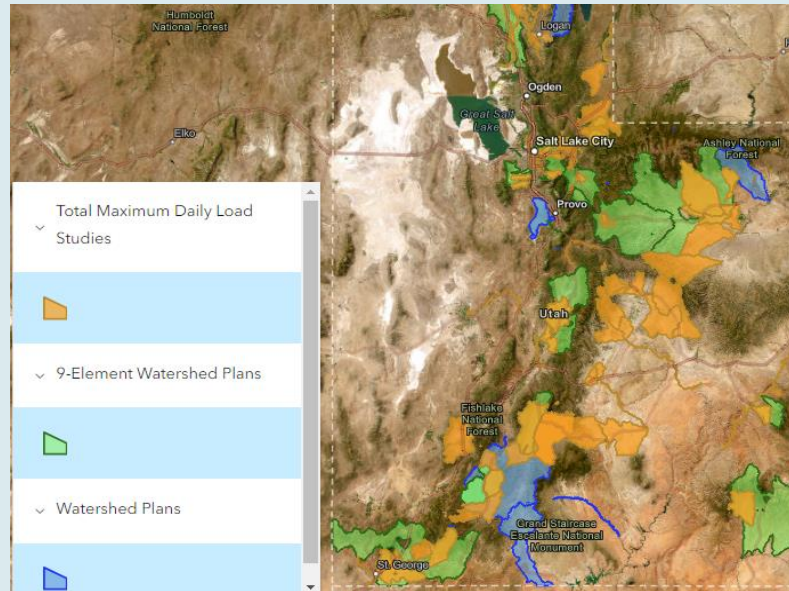 Humboldt
National Forest
Logan
Ogden
Great Salt
Lake
Elko
Salt Lake City
Ashley National
Forest
Provo
Total Maximum Daily Load
Studies
Utah
9-Element Watershed Plans
Fishlake
National
Forest
Watershed Plans
Grand Staircase
Escalante National
Monument
St. George